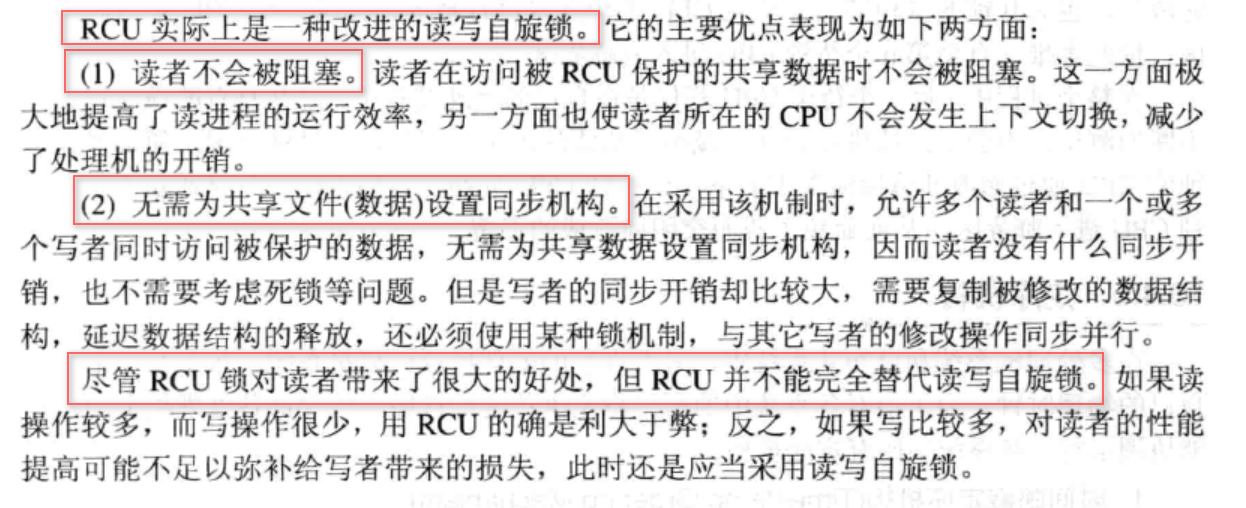 RCU 实际上是一种改进的读写自旋锁。它的主要优点表现为如下两方面：
(1) 读者不会被阻塞。读者在访问被 RCU 保护的共享数据时不会被阻塞。这一方面极
大地提高了读进程的运行效率，另一方面也使读者所在的 CPU 不会发生上下文切换，减少
了处理机的开销。
(2) 无需为共享文件(数据)设置同步机构。在采用该机制时，允许多个读者和一个或多
个写者同时访问被保护的数据，无需为共享数据设置同步机构，因而读者没有什么同步开
销，也不需要考虑死锁等问题。但是写者的同步开销却比较大，需要复制被修改的数据结
构，延迟数据结构的释放，还必须使用某种锁机制，与其它写者的修改操作同步并行。
尽管 RCU 锁对读者带来了很大的好处，但 RCU 并不能完全替代读写自旋锁。如果读
操作较多，而写操作很少，用 RCU 的确是利大于弊；反之，如果写比较多，对读者的性能
提高可能不足以弥补给写者带来的损失，此时还是应当采用读写自旋锁。